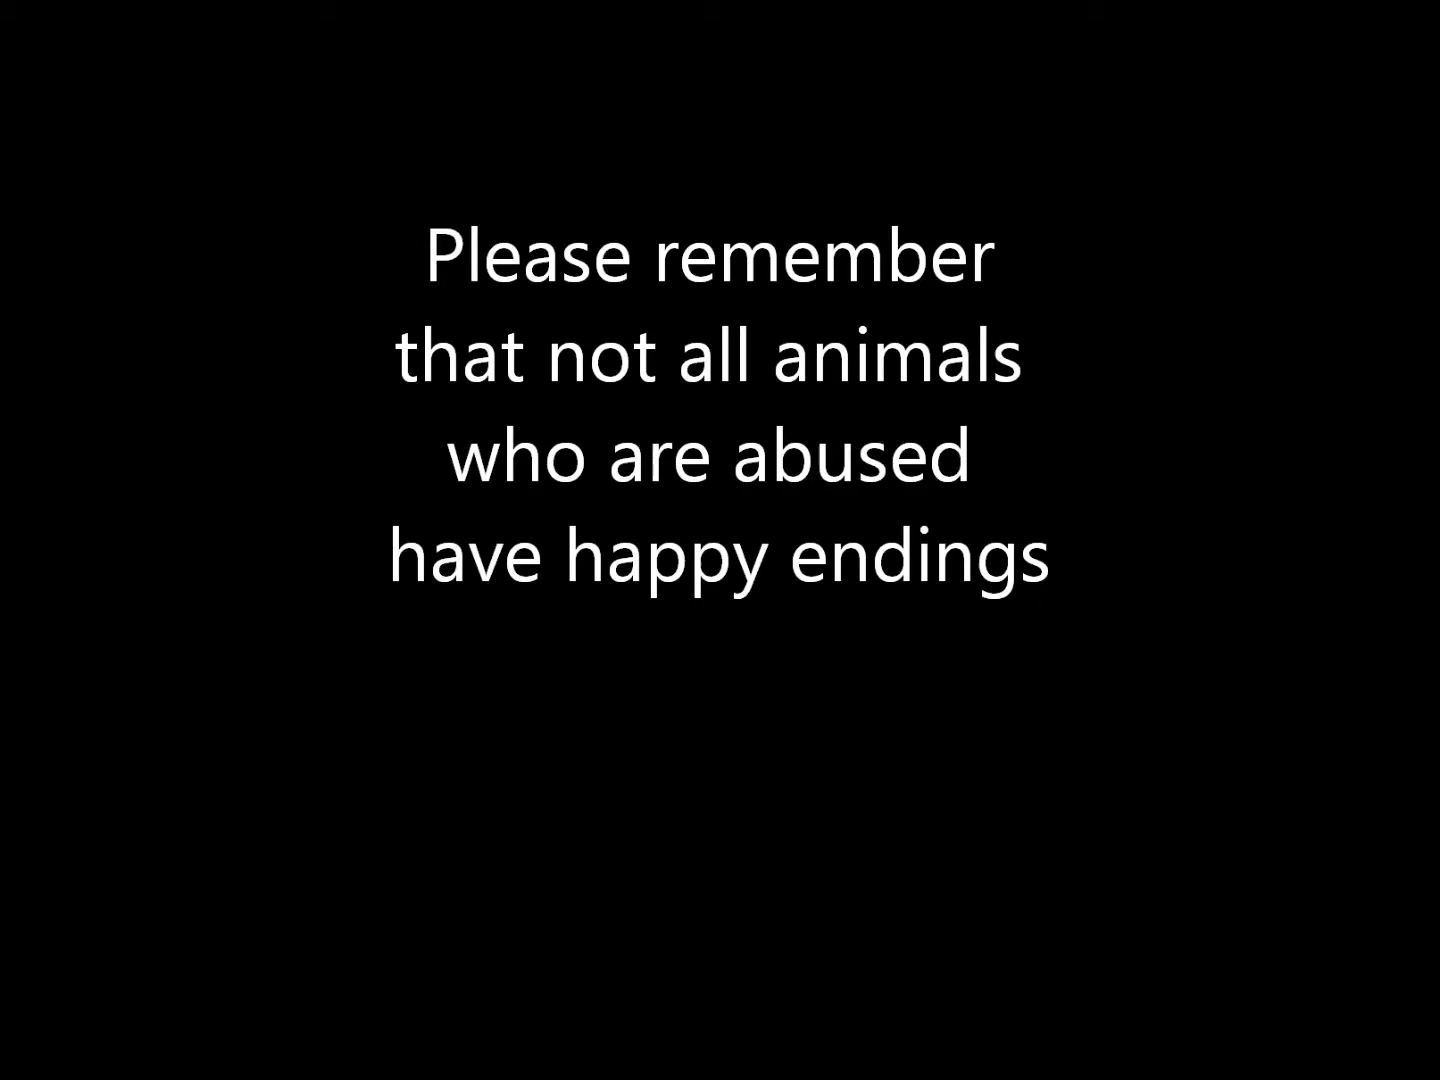 Please remember
that not all animals
who are abused
have happy endings